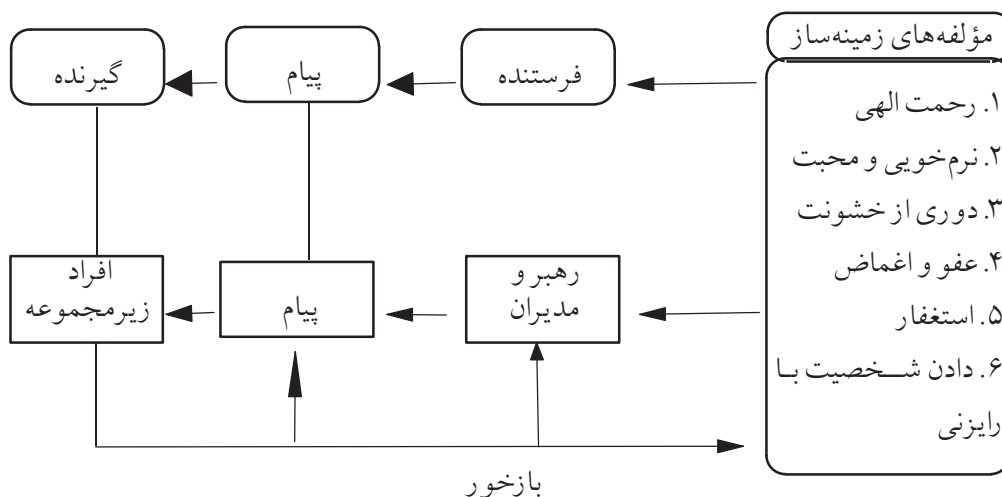 مؤلفه‌های زمینه‌ساز
۱. رحمت الهی
۲. نرم‌خویی و محبت
۳. دوری از خشونت
۴. عفو و اغماض
۵. استغفار
۶. دادن شخصیت با
رایزنی
فرستنده
پیام
گیرنده
رهبر و
مدیران
پیام
افراد
زیرمجموعه
بازخور